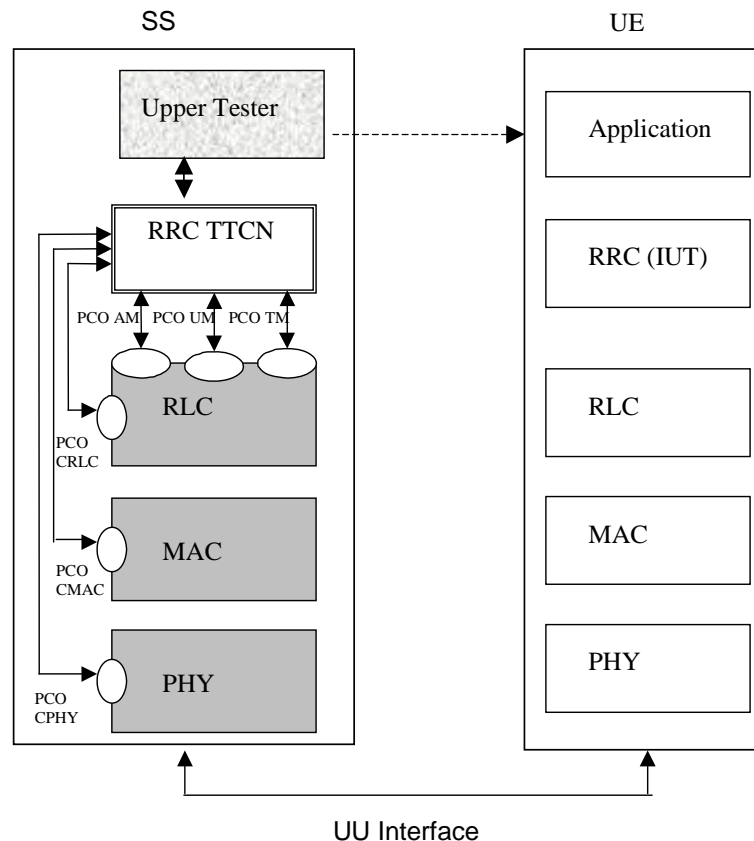 SS
UE
Upper Tester
Application
RRC TTCN
RRC (IUT)
PCO AM
PCO UM
PCO TM
RLC
RLC
PCO
CRLC
MAC
MAC
PCO
CMAC
PHY
PHY
PCO
CPHY
UU Interface